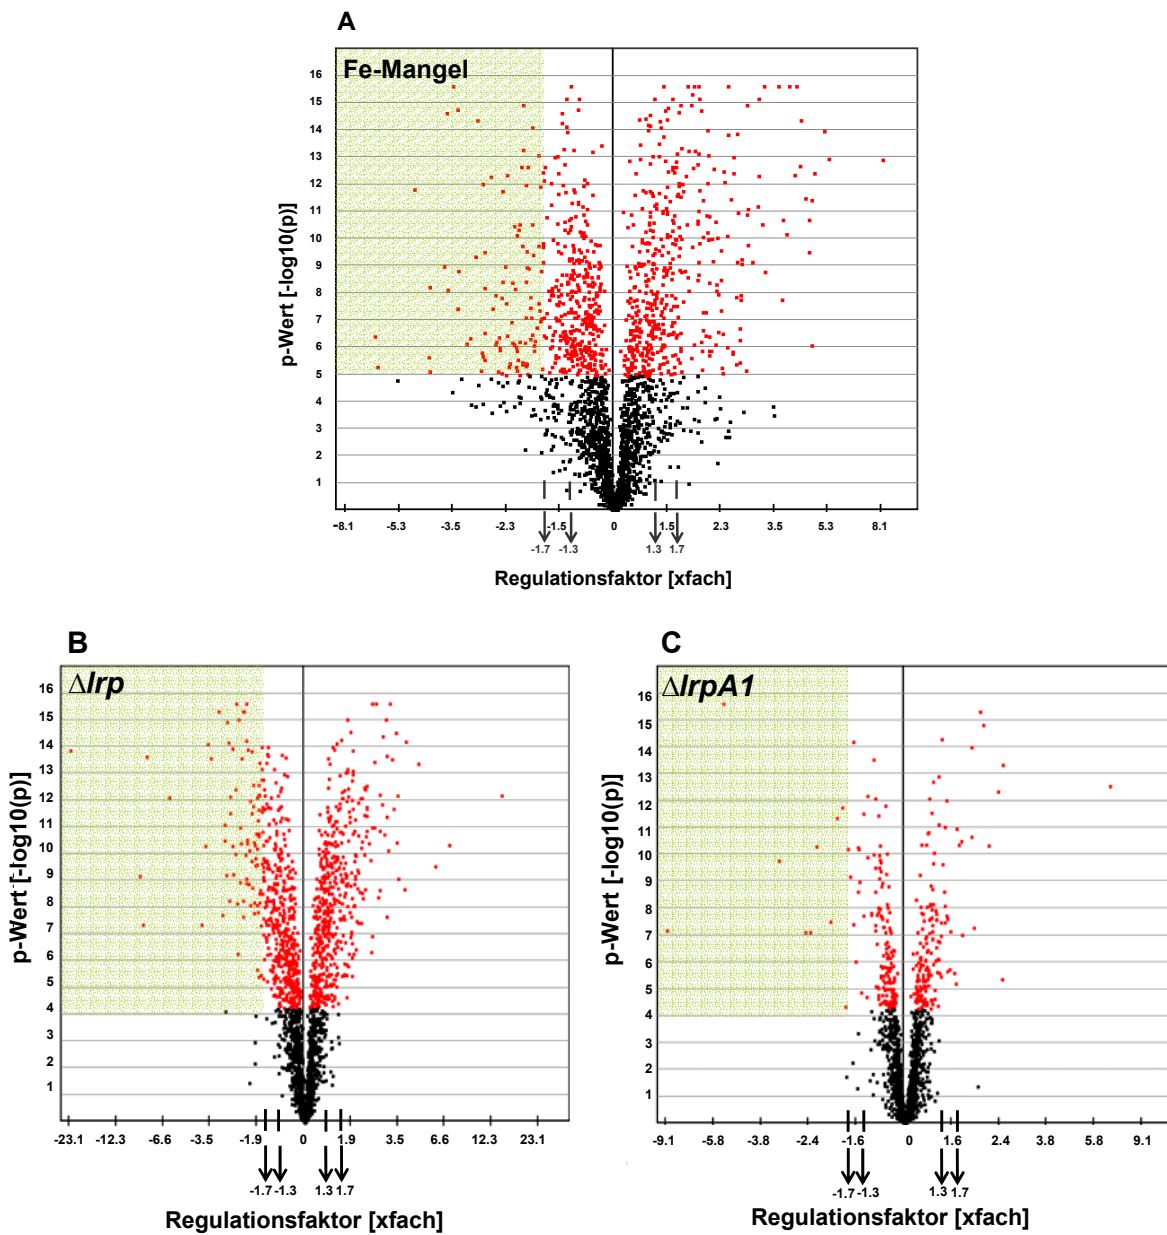 A
Fe-Mangel
p-Wert [-log10(p)]
16
15
14
13
12
11
10
9
8
7
6
5
4
3
2
1
-8.1 -5.3 -3.5 -2.3 -1.5 0 1.5 2.3 3.5 5.3 8.1
-1.7 -1.3 1.3 1.7
Regulationsfaktor [xfach]
B
Δlrp
p-Wert [-log10(p)]
16
15
14
13
12
11
10
9
8
7
6
5
4
3
2
1
-23.1 -12.3 -6.6 -3.5 -1.9 0 1.9 3.5 6.6 12.3 23.1
-1.7 -1.3 1.3 1.7
Regulationsfaktor [xfach]
C
ΔlrpA1
p-Wert [-log10(p)]
16
15
14
13
12
11
10
9
8
7
6
5
4
3
2
1
-9.1 -5.8 -3.8 -2.4 -1.6 0 1.6 2.4 3.8 5.8 9.1
-1.7 -1.3 1.3 1.7
Regulationsfaktor [xfach]